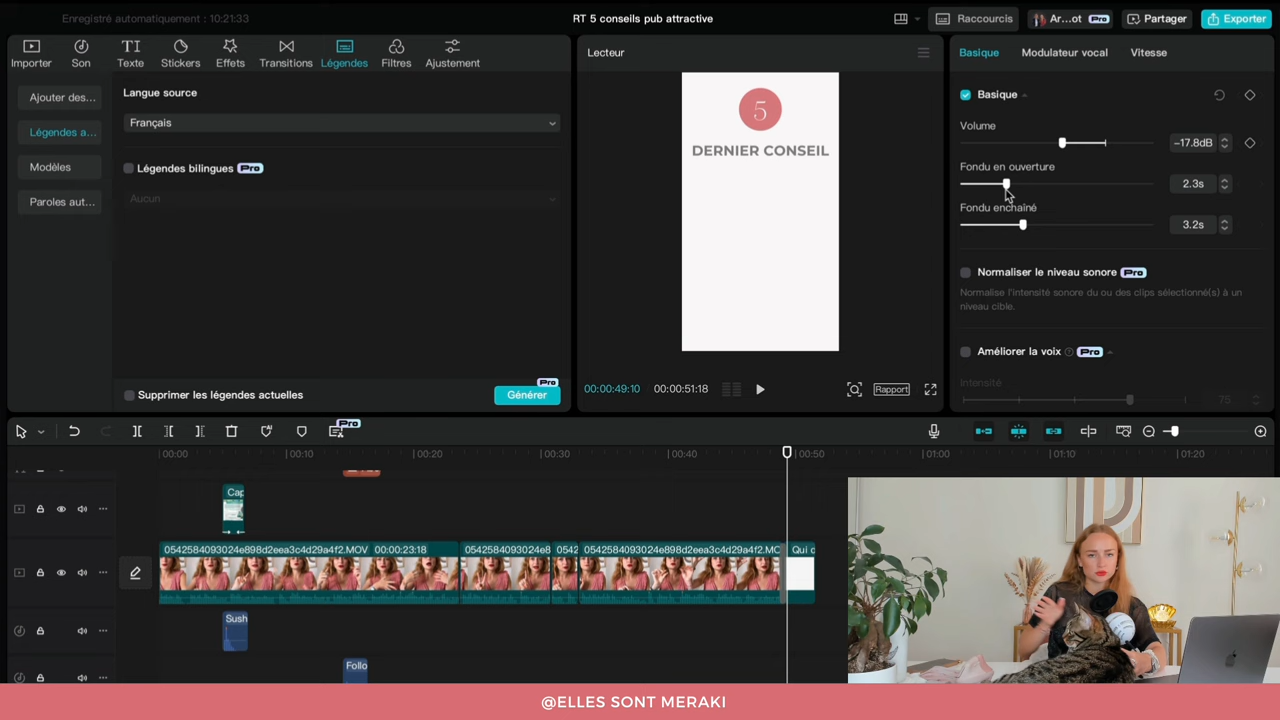 Enregistré automatiquement : 10:21:33
RT 5 conseils pub attractive
Raccourcis
Ar...ot Pro
Partager
Exporter
Importer
Son
Texte
Stickers
Effets
Transitions
Légendes
Filtres
Ajustement
Ajouter des...
Légendes a...
Modèles
Paroles aut...
Langue source
Français
Légendes bilingues Pro
Aucun
Supprimer les légendes actuelles
Pro
Générer
Lecteur
5
DERNIER CONSEIL
00:00:49:10 00:00:51:18
Rapport
Basique
Modulateur vocal
Vitesse
Basique
Volume
-17.8dB
Fondu en ouverture
2.3s
Fondu enchaîné
3.2s
Normaliser le niveau sonore Pro
Normalise l'intensité sonore du ou des clips sélectionné(s) à un
niveau cible.
Améliorer la voix Pro
Intensité
75
Pro
00:00 00:10 00:20 00:30 00:40 00:50 01:00 01:10 01:20
Cap
0542584093024e898d2eea3c4d29a4f2.MOV 00:00:23:18
0542584093024e8
0542
0542584093024e898d2eea3c4d29a4f2.MO
Qui c
Sush
Follo
@ELLES SONT MERAKI